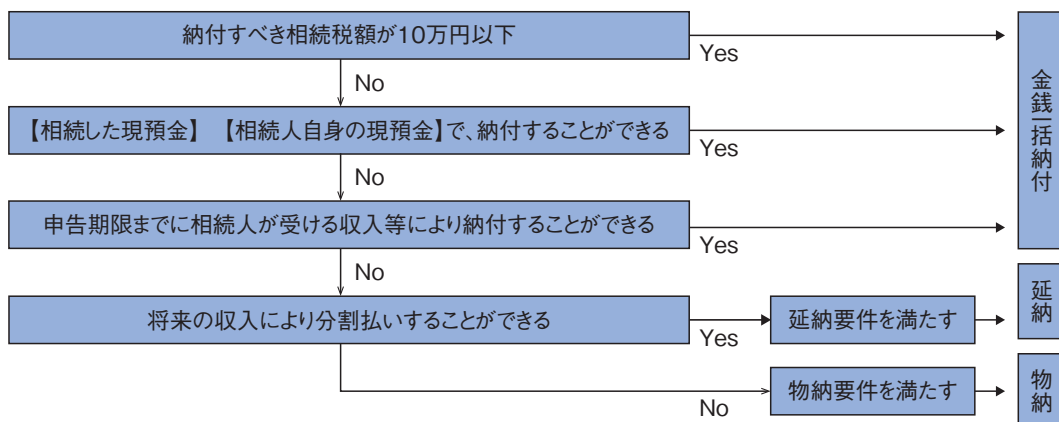 納付すべき相続税額が10万円以下
Yes
No
【相続した現預金】 【相続人自身の現預金】で、納付することができる
Yes
No
申告期限までに相続人が受ける収入等により納付することができる
Yes
金銭一括納付
No
将来の収入により分割払いすることができる
Yes
延納要件を満たす
延納
No
物納要件を満たす
物納